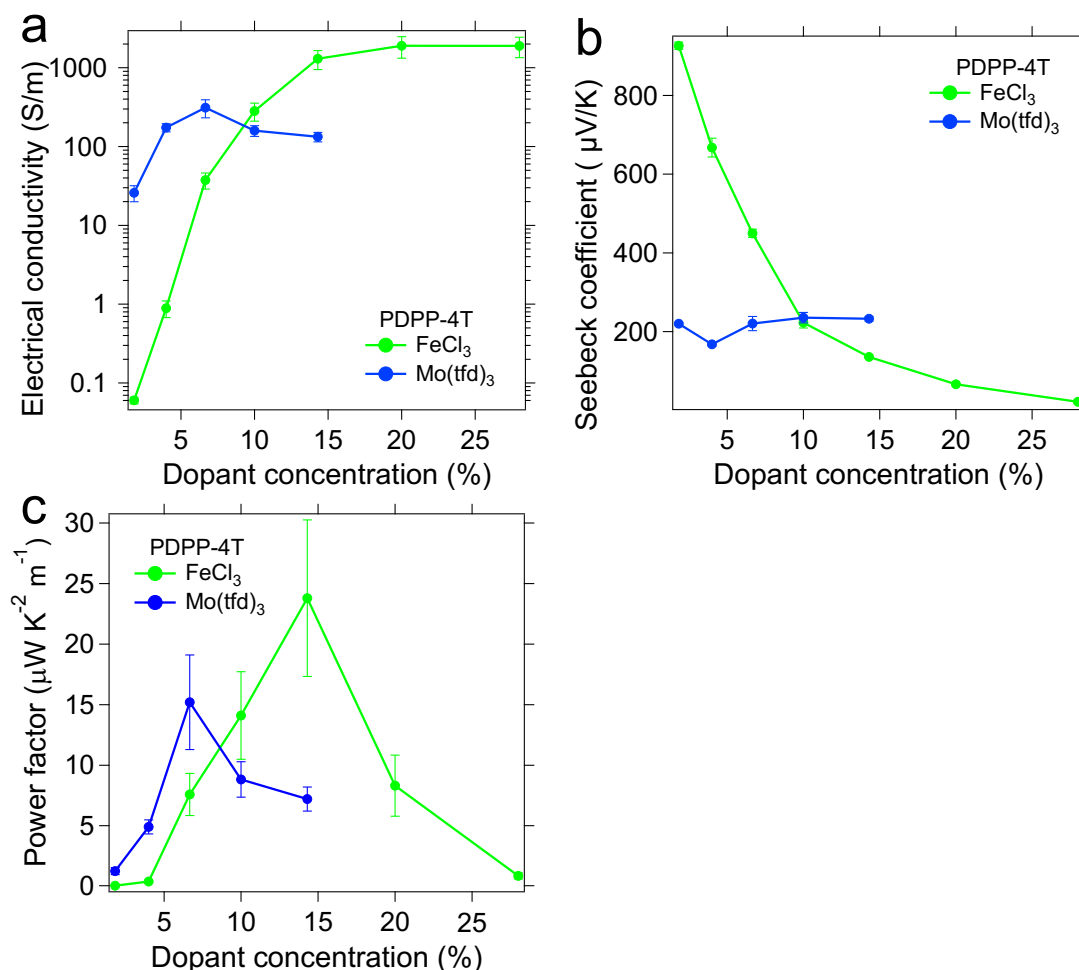 a
Electrical conductivity (S/m)
1000
100
10
1
0.1
PDPP-4T
FeCl₃
Mo(tfd)₃
5 10 15 20 25
Dopant concentration (%)
b
Seebeck coefficient ( µV/K)
800
600
400
200
PDPP-4T
FeCl₃
Mo(tfd)₃
5 10 15 20 25
Dopant concentration (%)
c
Power factor (µW K⁻² m⁻¹)
30
25
20
15
10
5
0
PDPP-4T
FeCl₃
Mo(tfd)₃
5 10 15 20 25
Dopant concentration (%)